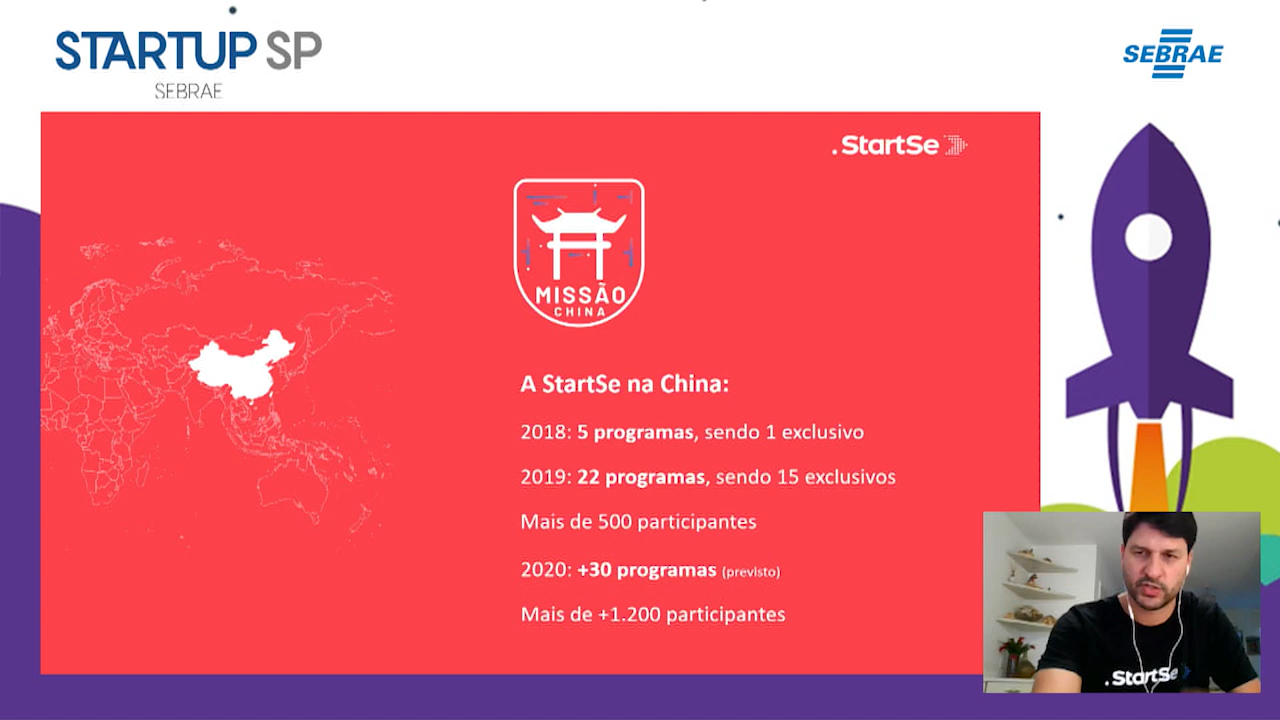 STARTUP SP
SEBRAE
SEBRAE
.StartSe
MISSÃO
CHINA
A StartSe na China:
2018: 5 programas, sendo 1 exclusivo
2019: 22 programas, sendo 15 exclusivos
Mais de 500 participantes
2020: +30 programas (previsto)
Mais de +1.200 participantes
.StartSe